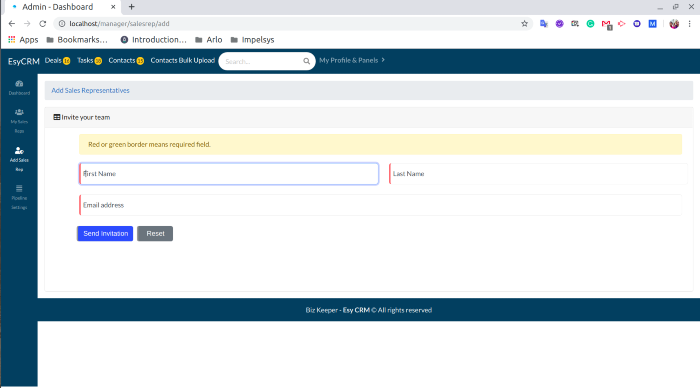 Admin - Dashboard
localhost/manager/salesrep/add
Apps Bookmarks... Introduction... Arlo Impelsys
EsyCRM Deals Tasks Contacts Contacts Bulk Upload Search... My Profile & Panels
Dashboard
My Sales
Reps
Add Sales
Rep
Pipeline
Settings
Add Sales Representatives
Invite your team
Red or green border means required field.
First Name Last Name
Email address
Send Invitation Reset
Biz Keeper - Esy CRM © All rights reserved